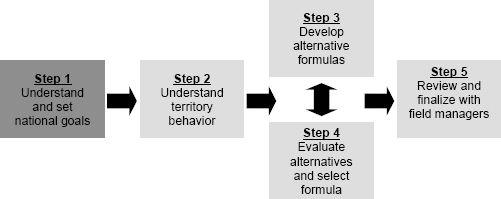 Step 1
Understand
and set
national goals
Step 2
Understand
territory
behavior
Step 3
Develop
alternative
formulas
Step 4
Evaluate
alternatives
and select
formula
Step 5
Review and
finalize with
field managers